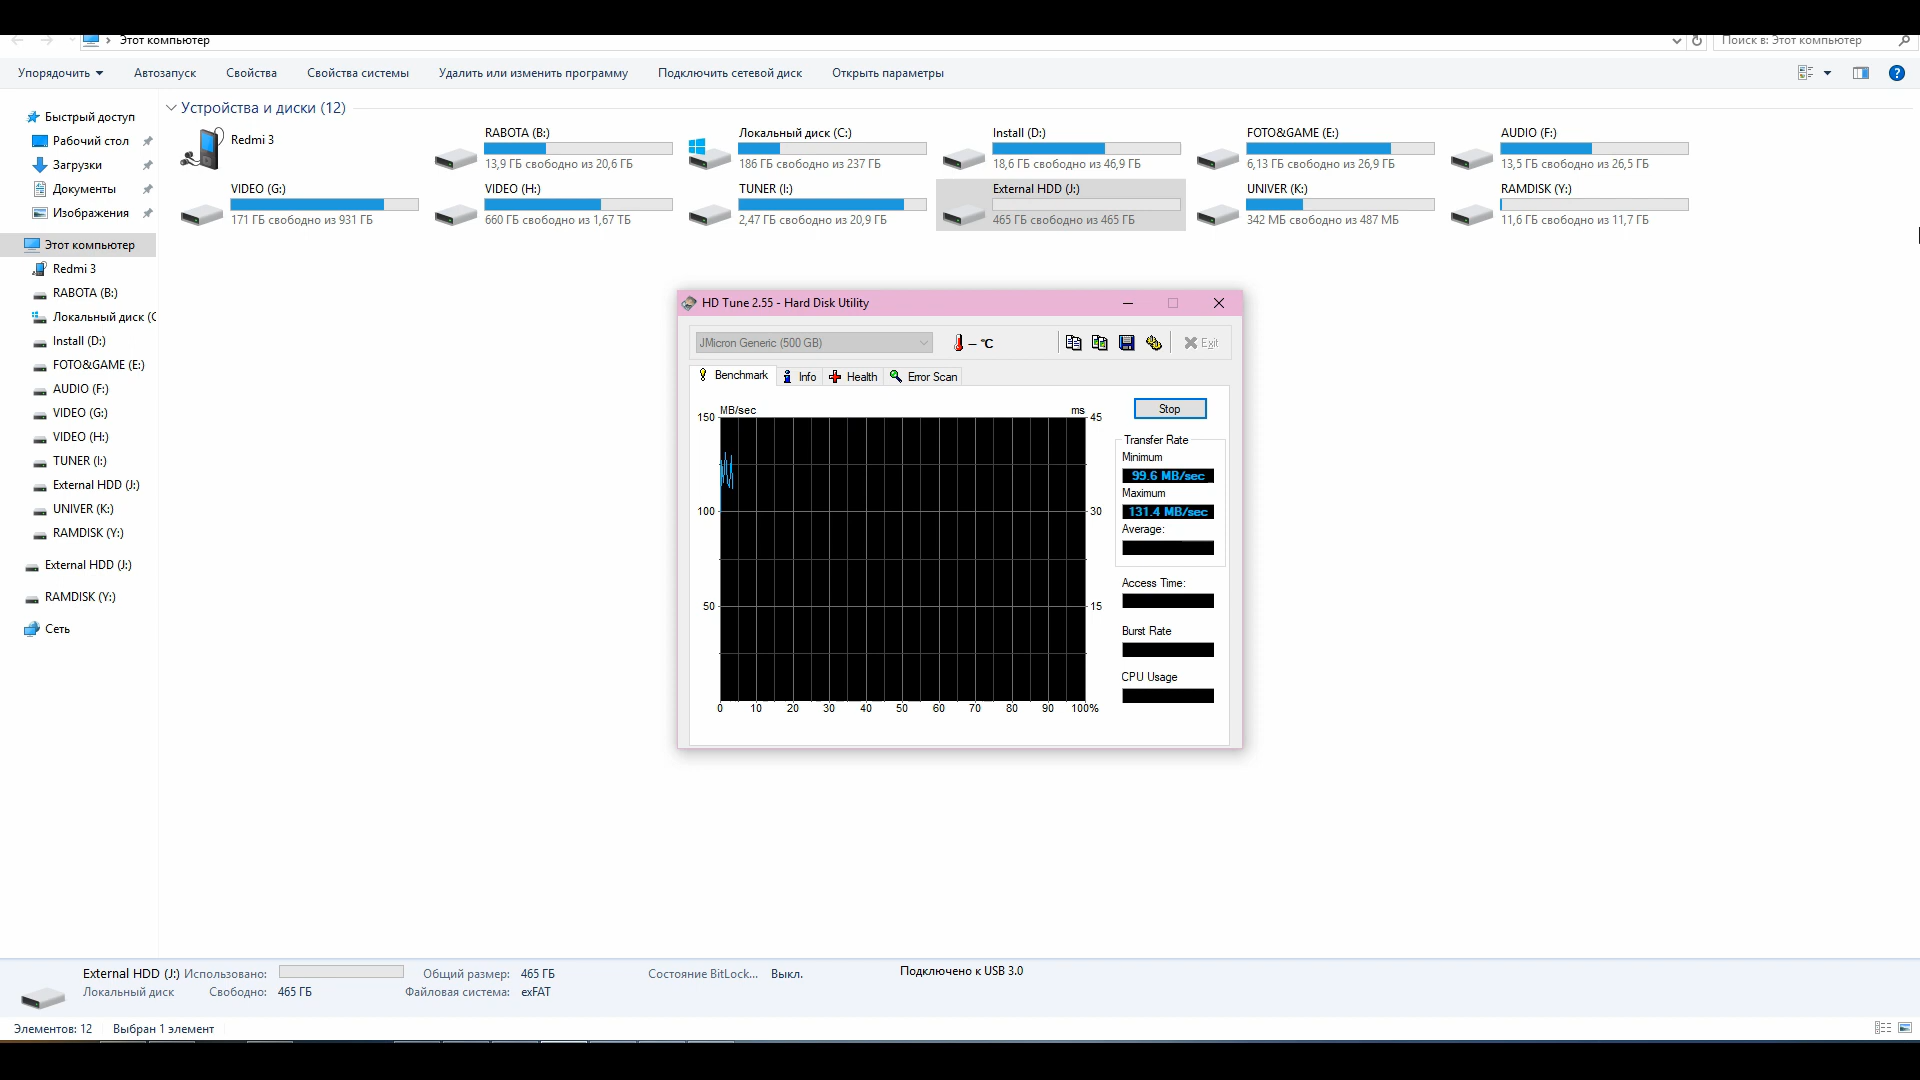 Этот компьютер
Поиск в: Этот компьютер
Упорядочить Автозапуск Свойства Свойства системы Удалить или изменить программу Подключить сетевой диск Открыть параметры
Быстрый доступ
Рабочий стол
Загрузки
Документы
Изображения
Этот компьютер
Redmi 3
RABOTA (B:)
Локальный диск (C
Install (D:)
FOTO&GAME (E:)
AUDIO (F:)
VIDEO (G:)
VIDEO (H:)
TUNER (I:)
External HDD (J:)
UNIVER (K:)
RAMDISK (Y:)
External HDD (J:)
RAMDISK (Y:)
Сеть
Устройства и диски (12)
Redmi 3
RABOTA (B:)
13,9 ГБ свободно из 20,6 ГБ
Локальный диск (C:)
186 ГБ свободно из 237 ГБ
Install (D:)
18,6 ГБ свободно из 46,9 ГБ
FOTO&GAME (E:)
6,13 ГБ свободно из 26,9 ГБ
AUDIO (F:)
13,5 ГБ свободно из 26,5 ГБ
VIDEO (G:)
171 ГБ свободно из 931 ГБ
VIDEO (H:)
660 ГБ свободно из 1,67 ТБ
TUNER (I:)
2,47 ГБ свободно из 20,9 ГБ
External HDD (J:)
465 ГБ свободно из 465 ГБ
UNIVER (K:)
342 МБ свободно из 487 МБ
RAMDISK (Y:)
11,6 ГБ свободно из 11,7 ГБ
HD Tune 2.55 - Hard Disk Utility
JMicron Generic (500 GB)
– °C
Exit
Benchmark Info Health Error Scan
MB/sec ms
150 45
100 30
50 15
0 10 20 30 40 50 60 70 80 90 100%
Stop
Transfer Rate
Minimum
99.6 MB/sec
Maximum
131.4 MB/sec
Average:
Access Time:
Burst Rate
CPU Usage
External HDD (J:) Использовано: Общий размер: 465 ГБ Состояние BitLock... Выкл. Подключено к USB 3.0
Локальный диск Свободно: 465 ГБ Файловая система: exFAT
Элементов: 12 Выбран 1 элемент